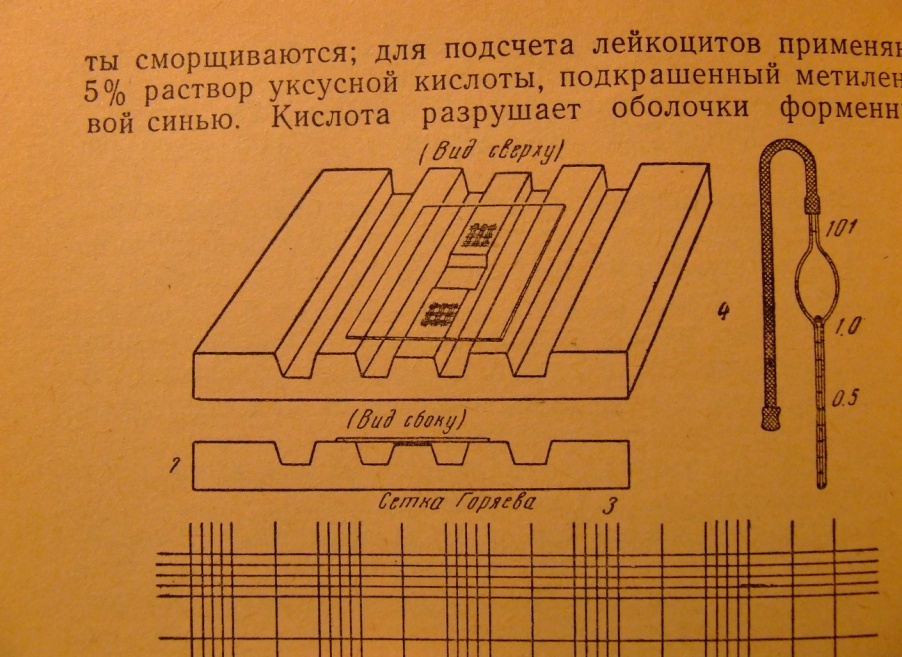 ты сморщиваются; для подсчета лейкоцитов применяю
5% раствор уксусной кислоты, подкрашенный метилен
вой синью. Кислота разрушает оболочки форменн
(Вид сверху)
101
4
1.0
0.5
(Вид сбоку)
1
Сетка Горяева
3